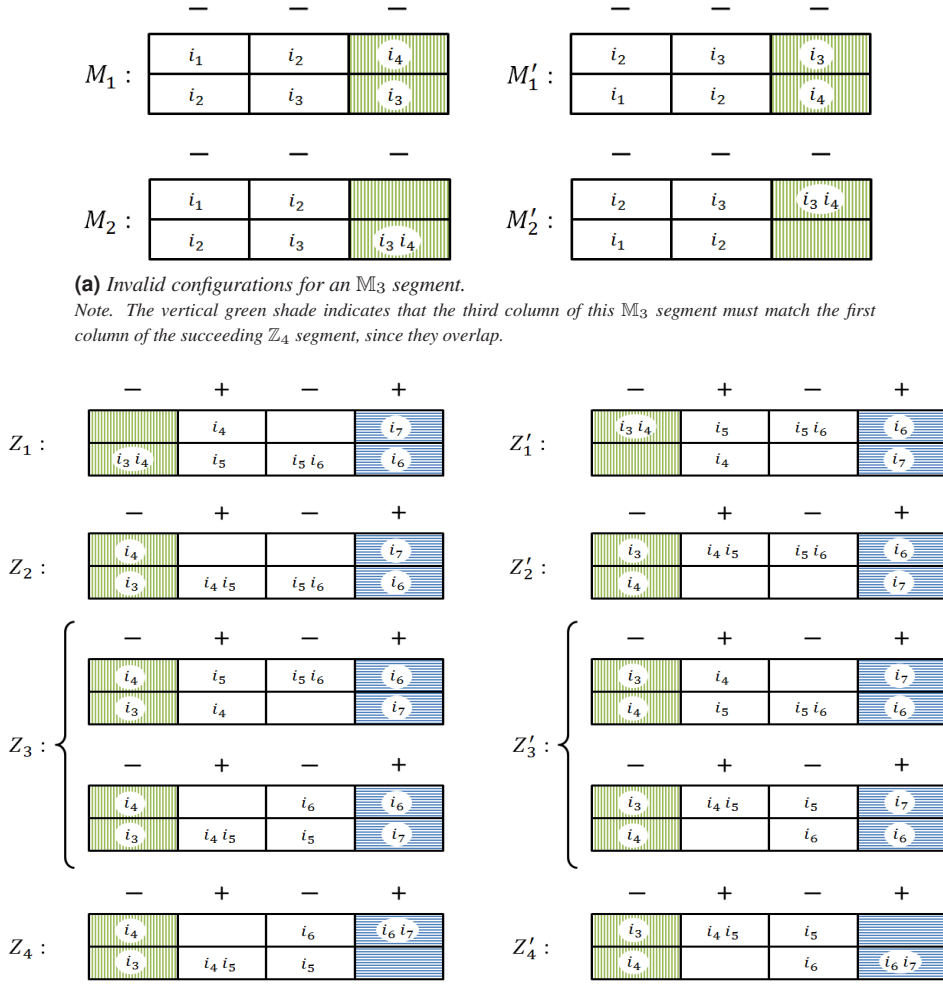 − − − − − −
M₁ : i₁ i₂ i₄ M₁′ : i₂ i₃ i₃
i₂ i₃ i₃ i₁ i₂ i₄
− − − − − −
M₂ : i₁ i₂ M₂′ : i₂ i₃ i₃ i₄
i₂ i₃ i₃ i₄ i₁ i₂
(a) Invalid configurations for an 𝕄₃ segment.
Note. The vertical green shade indicates that the third column of this 𝕄₃ segment must match the first
column of the succeeding ℤ₄ segment, since they overlap.
− + − + − + − +
Z₁ : i₄ i₇ Z₁′ : i₃ i₄ i₅ i₅ i₆ i₆
i₃ i₄ i₅ i₅ i₆ i₆ i₄ i₇
− + − + − + − +
Z₂ : i₄ i₇ Z₂′ : i₃ i₄ i₅ i₅ i₆ i₆
i₃ i₄ i₅ i₅ i₆ i₆ i₄ i₇
− + − + − + − +
i₄ i₅ i₅ i₆ i₆ i₃ i₄ i₇
i₃ i₄ i₇ i₄ i₅ i₅ i₆ i₆
Z₃ : Z₃′ :
− + − + − + − +
i₄ i₆ i₆ i₃ i₄ i₅ i₅ i₇
i₃ i₄ i₅ i₅ i₇ i₄ i₆ i₆
− + − + − + − +
Z₄ : i₄ i₆ i₆ i₇ Z₄′ : i₃ i₄ i₅ i₅
i₃ i₄ i₅ i₅ i₄ i₆ i₆ i₇